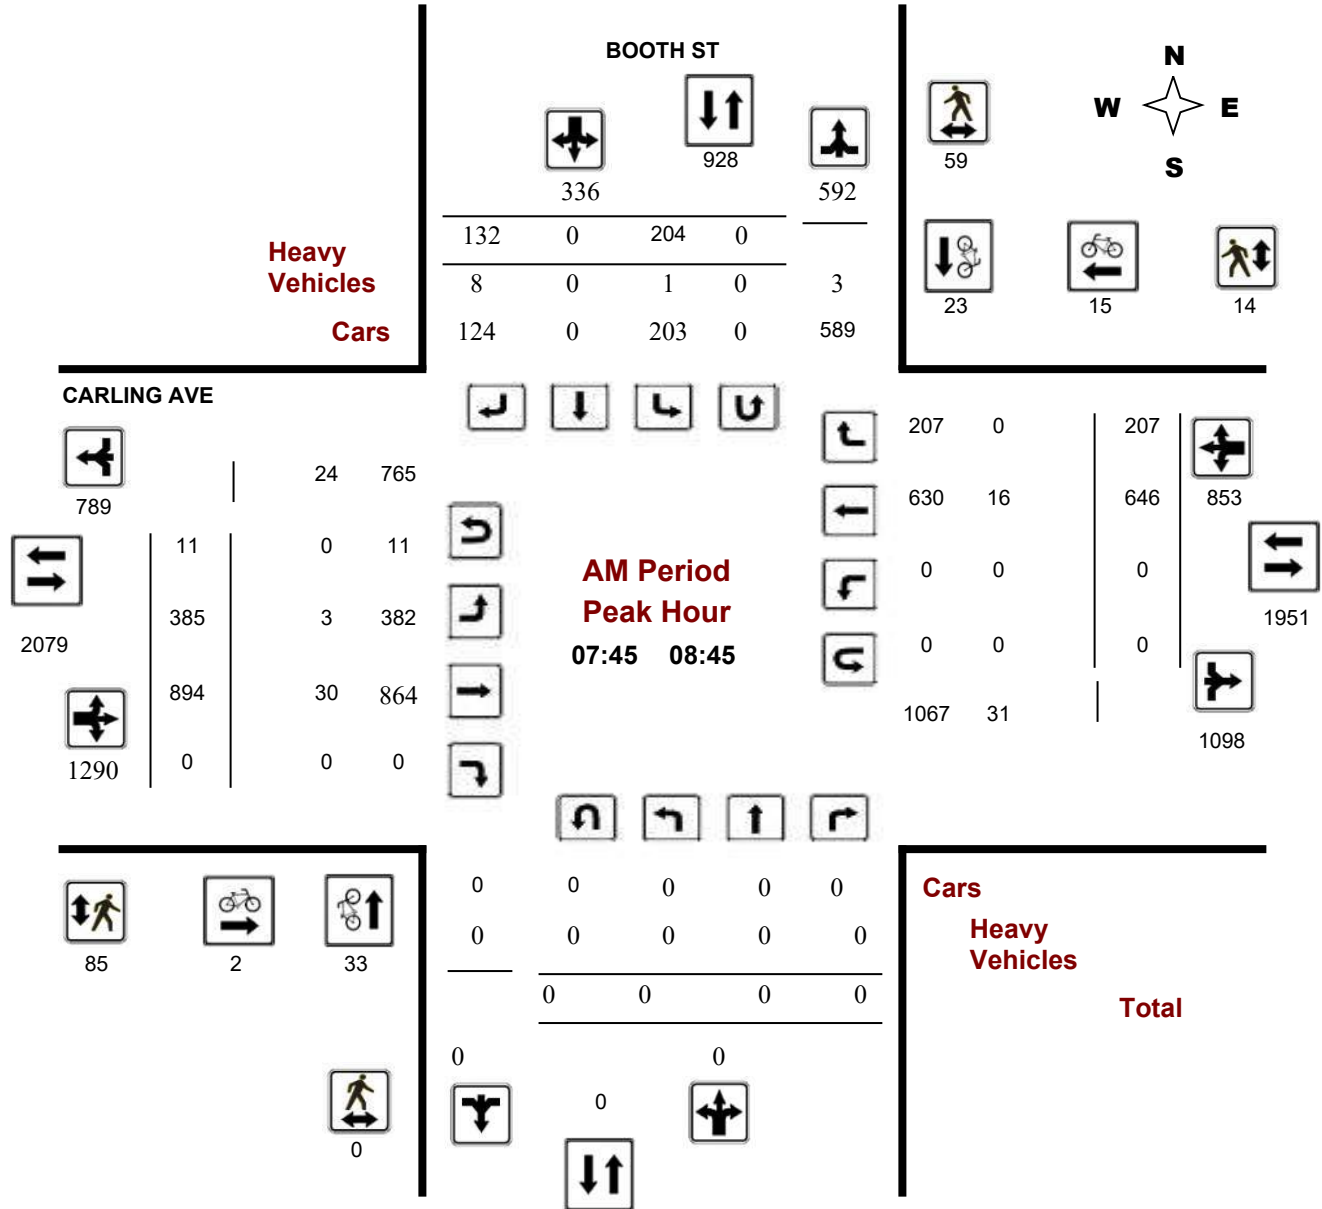 BOOTH ST
N
W E
S
928
59
336
592
132 0 204 0
Heavy
Vehicles
8 0 1 0 3
23 15 14
Cars
124 0 203 0 589
CARLING AVE
207 0 207
24 765
789
630 16 646 853
11 0 11
AM Period
0 0 0
385 3 382
Peak Hour
1951
2079
07:45 08:45
0 0 0
894 30 864
1067 31
1098
1290 0 0 0
0 0 0 0 0
Cars
0 0 0 0 0
Heavy
Vehicles
85 2 33
0 0 0 0
Total
0 0
0
0